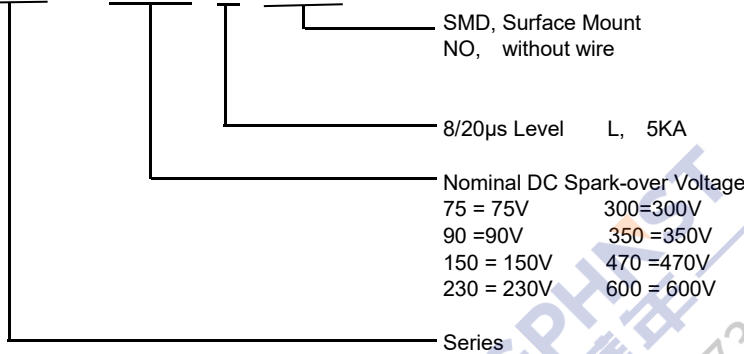 SMD, Surface Mount
NO, without wire
8/20µs Level L, 5KA
Nominal DC Spark-over Voltage
75 = 75V 300=300V
90 =90V 350 =350V
150 = 150V 470 =470V
230 = 230V 600 = 600V
Series